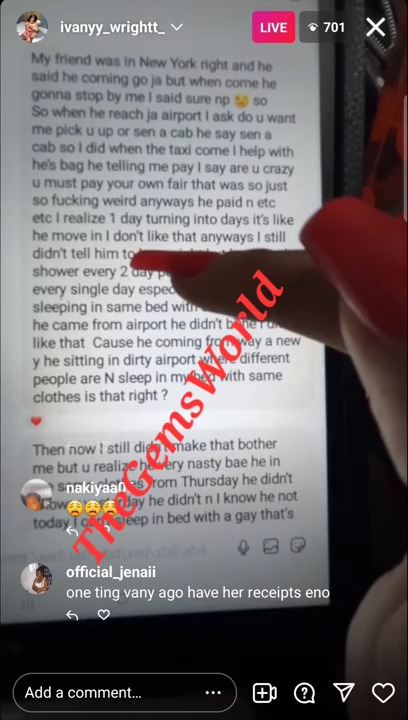 ivanyy_wrightt_
LIVE
701
My friend was in New York right and he
said he coming go ja but when come he
gonna stop by me I said sure np 😉 so
So when he reach ja airport I ask do u want
me pick u up or sen a cab he say sen a
cab so I did when the taxi come I help with
he's bag he telling me pay I say are u crazy
u must pay your own fair that was so just
so fucking weird anyways he paid n etc
etc I realize 1 day turning into days it's like
he move in I don't like that anyways I still
didn't tell him to
shower every 2 day
every single day
sleeping in same bed with
he came from airport he didn't
like that Cause he coming from way a new
y he sitting in dirty airport where different
people are N sleep in my bed with same
clothes is that right ?
❤️
Then now I still didn't make that bother
me but u realize he very nasty bae he in
from Thursday he didn't
he didn't n I know he not
today I sleep in bed with a gay that's
TheGemsWorld
nakiyaa0
😮‍💨😮‍💨😮‍💨
official_jenaii
one ting vany ago have her receipts eno
Add a comment…